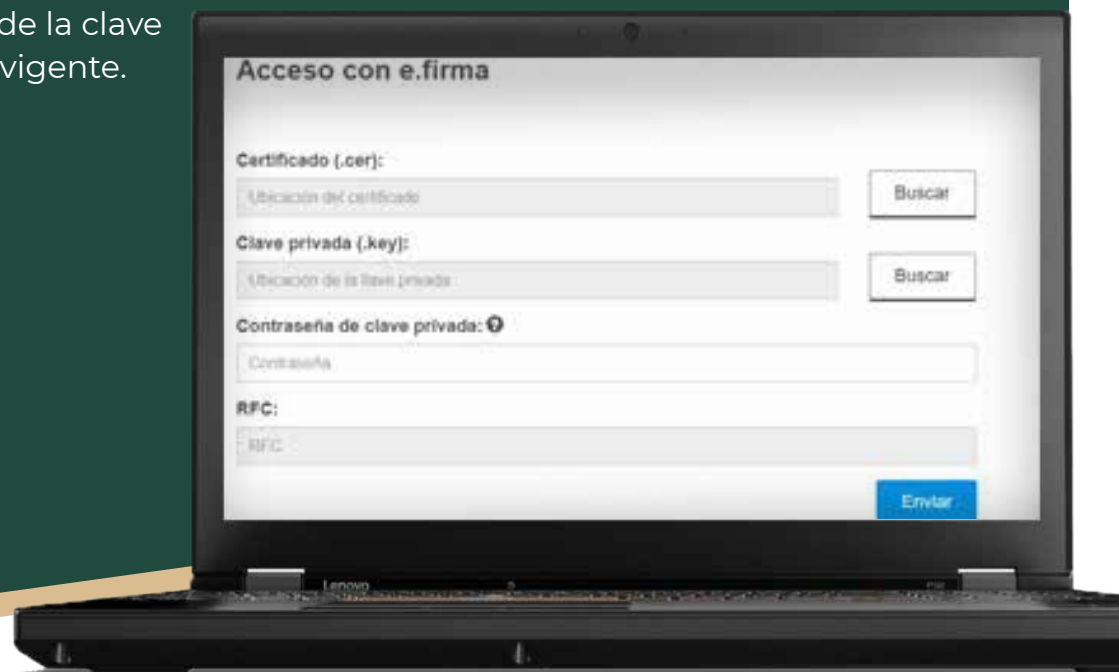 de la clave
vigente.
Acceso con e.firma
Certificado (.cer):
Ubicación del certificado
Buscar
Clave privada (.key):
Ubicación de la llave privada
Buscar
Contraseña de clave privada:
Contraseña
RFC:
RFC
Enviar
Lenovo